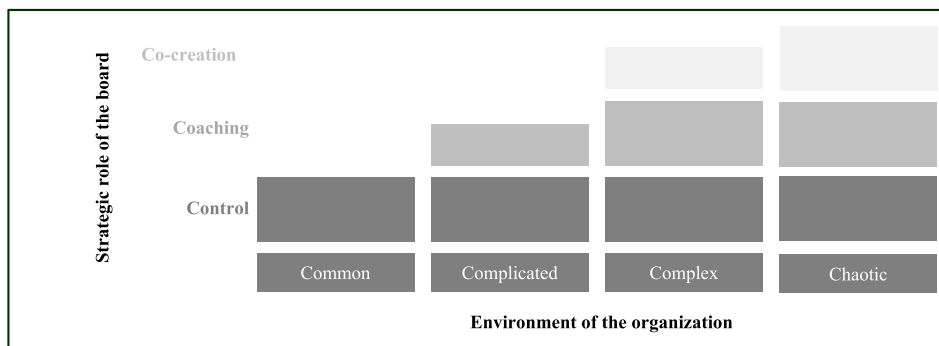 Strategic role of the board
Co-creation
Coaching
Control
Common
Complicated
Complex
Chaotic
Environment of the organization